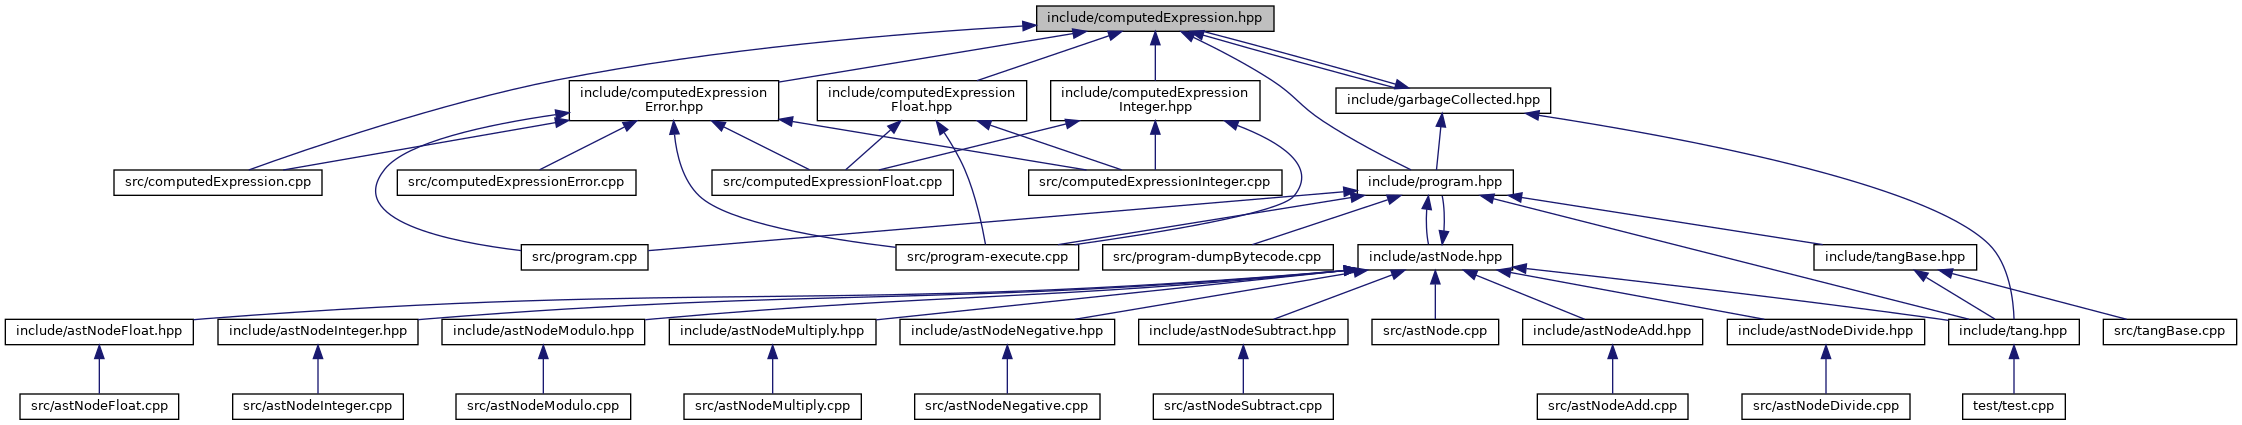 include/computedExpression.hpp
include/computedExpression
Error.hpp
include/computedExpression
Float.hpp
include/computedExpression
Integer.hpp
include/garbageCollected.hpp
src/computedExpression.cpp
src/computedExpressionError.cpp
src/computedExpressionFloat.cpp
src/computedExpressionInteger.cpp
include/program.hpp
src/program.cpp
src/program-execute.cpp
src/program-dumpBytecode.cpp
include/astNode.hpp
include/tangBase.hpp
include/astNodeFloat.hpp
include/astNodeInteger.hpp
include/astNodeModulo.hpp
include/astNodeMultiply.hpp
include/astNodeNegative.hpp
include/astNodeSubtract.hpp
src/astNode.cpp
include/astNodeAdd.hpp
include/astNodeDivide.hpp
include/tang.hpp
src/tangBase.cpp
src/astNodeFloat.cpp
src/astNodeInteger.cpp
src/astNodeModulo.cpp
src/astNodeMultiply.cpp
src/astNodeNegative.cpp
src/astNodeSubtract.cpp
src/astNodeAdd.cpp
src/astNodeDivide.cpp
test/test.cpp